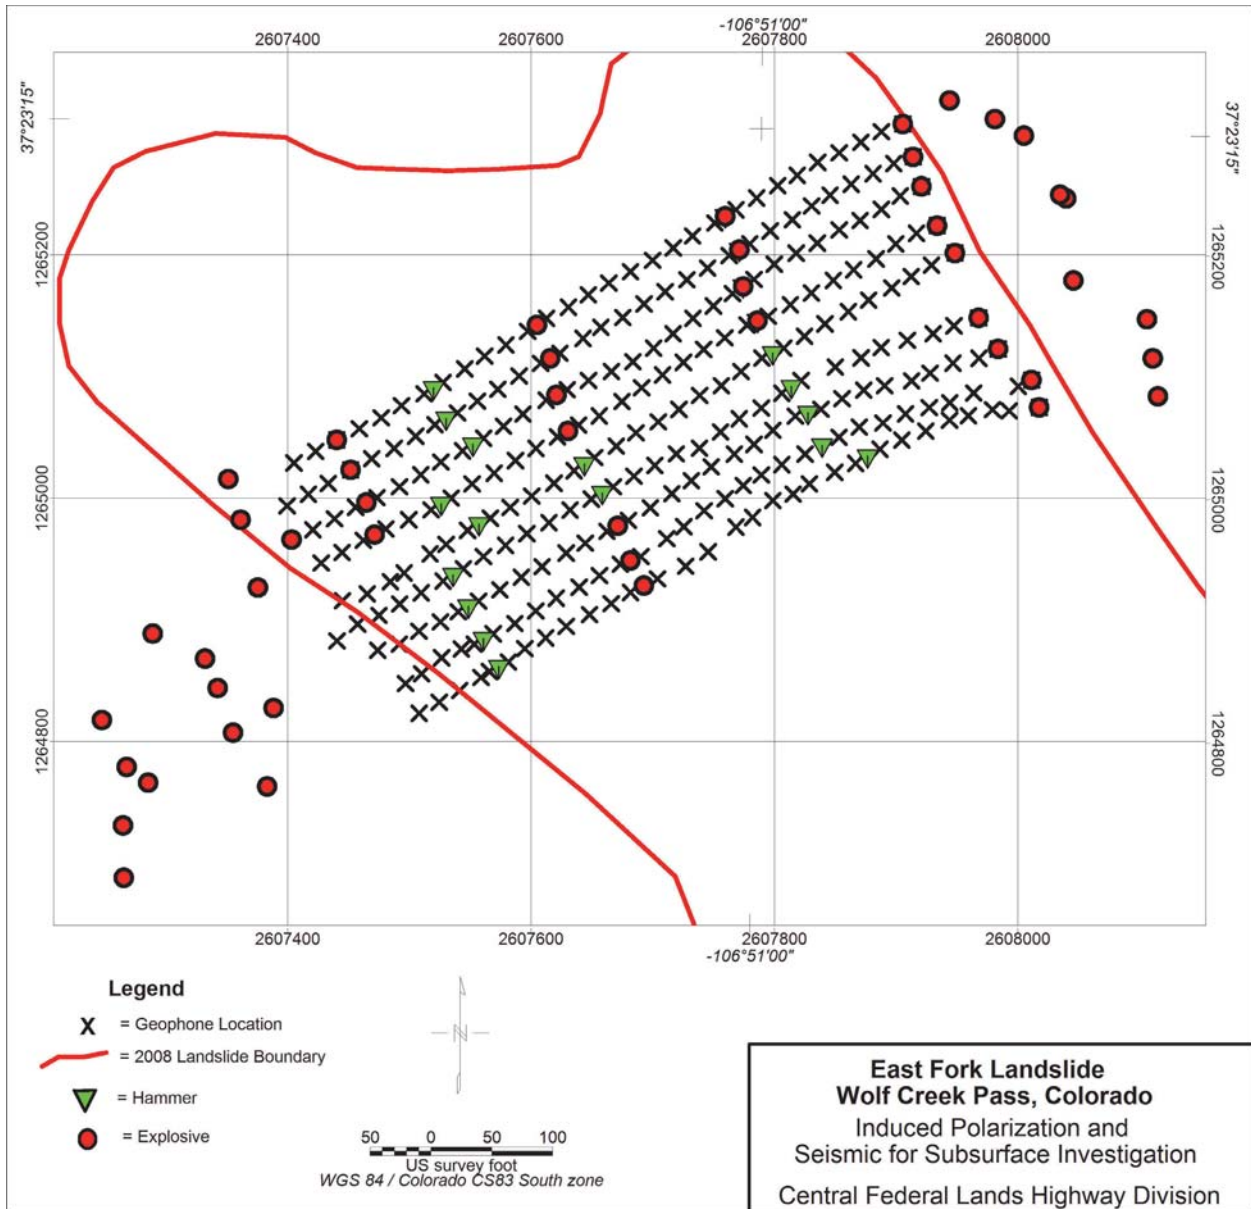 -106°51'00"
2607400 2607600 2607800 2608000
37°23'15" 37°23'15"
1265200 1265200
1265000 1265000
1264800 1264800
2607400 2607600 2607800 2608000
-106°51'00"
Legend
X = Geophone Location
= 2008 Landslide Boundary
= Hammer
= Explosive
N
50 0 50 100
US survey foot
WGS 84 / Colorado CS83 South zone
East Fork Landslide
Wolf Creek Pass, Colorado
Induced Polarization and
Seismic for Subsurface Investigation
Central Federal Lands Highway Division